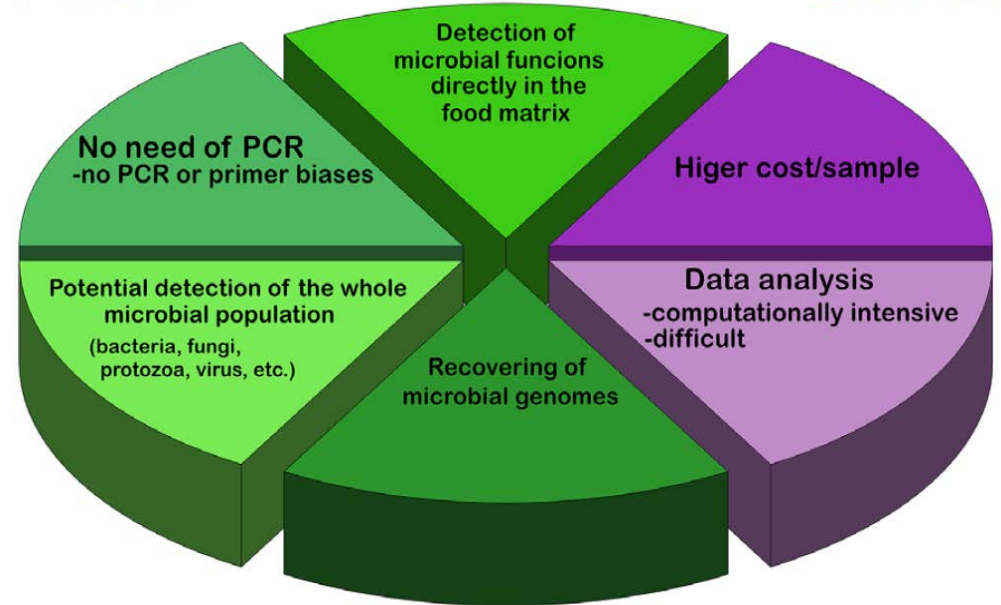 Detection of
microbial funcions
directly in the
food matrix
No need of PCR
-no PCR or primer biases
Higer cost/sample
Potential detection of the whole
microbial population
(bacteria, fungi,
protozoa, virus, etc.)
Data analysis
-computationally intensive
-difficult
Recovering of
microbial genomes